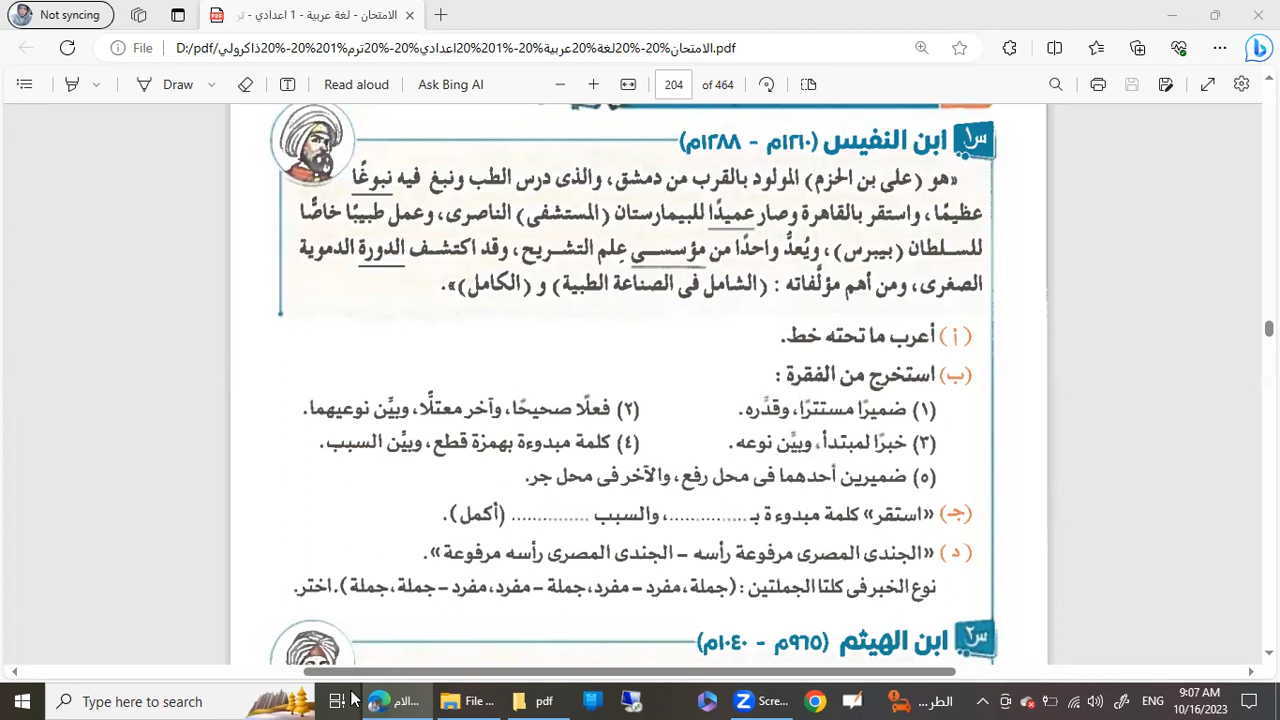 Not syncing
الامتحان - لغة عربية - 1 اعدادي - تر
File
D:/pdf/الامتحان%20-%20لغة%20عربية%20-%201%20اعدادي%20-%20ترم%201%20-%20ذاكرولي.pdf
Draw
Read aloud
Ask Bing AI
204 of 464
س١ ابن النفيس (١٢٦٠م - ١٢٨٨م)
«هو (على بن الحزم) المولود بالقرب من دمشق، والذى درس الطب ونبغ فيه نبوغًا
عظيمًا، واستقر بالقاهرة وصار عميدًا للبيمارستان (المستشفى) الناصرى، وعمل طبيبًا خاصًّا
للسلطان (بيبرس)، ويُعدُّ واحدًا من مؤسسى عِلم التشريح، وقد اكتشف الدورة الدموية
الصغرى، ومن أهم مؤلَّفاته : (الشامل فى الصناعة الطبية) و (الكامل)».
(أ) أعرب ما تحته خط.
(ب) استخرج من الفقرة :
(١) ضميرًا مستترًا، وقدِّره. (٢) فعلًا صحيحًا، وآخر معتلًّا، وبيِّن نوعيهما.
(٣) خبرًا لمبتدأ، وبيِّن نوعه. (٤) كلمة مبدوءة بهمزة قطع، وبيِّن السبب.
(٥) ضميرين أحدهما فى محل رفع، والآخر فى محل جر.
(جـ) «استقر» كلمة مبدوءة بـ ..............، والسبب .............. (أكمل).
(د) «الجندى المصرى مرفوعة رأسه – الجندى المصرى رأسه مرفوعة».
نوع الخبر فى كلتا الجملتين : (جملة، مفرد – مفرد، جملة – مفرد، مفرد – جملة، جملة). اختر.
س٢ ابن الهيثم (٩٦٥م - ١٠٤٠م)
Type here to search
الام...
File ...
pdf
Scre...
الطر...
ENG
9:07 AM
10/16/2023